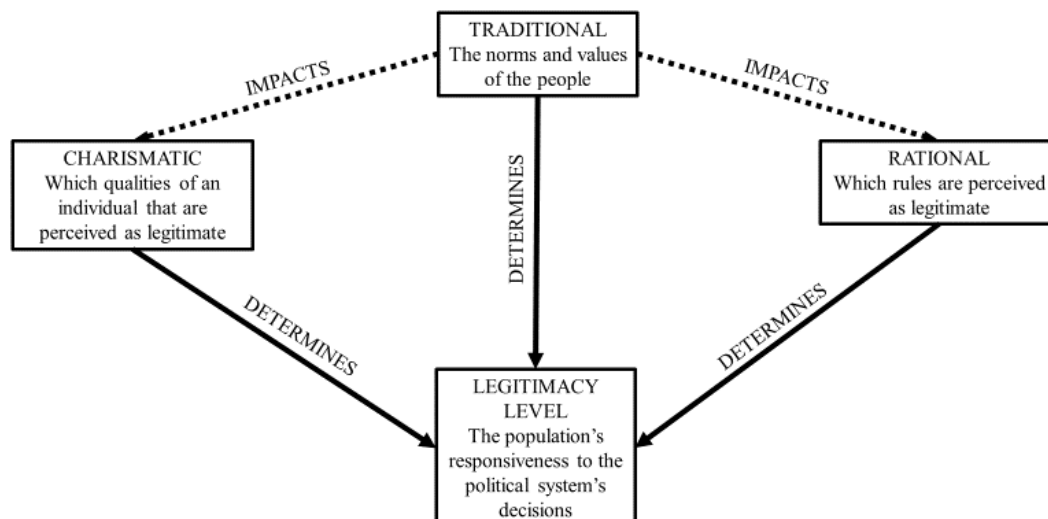 TRADITIONAL
The norms and values
of the people
IMPACTS
IMPACTS
CHARISMATIC
Which qualities of an
individual that are
perceived as legitimate
RATIONAL
Which rules are perceived
as legitimate
DETERMINES
DETERMINES
DETERMINES
LEGITIMACY
LEVEL
The population's
responsiveness to the
political system's
decisions